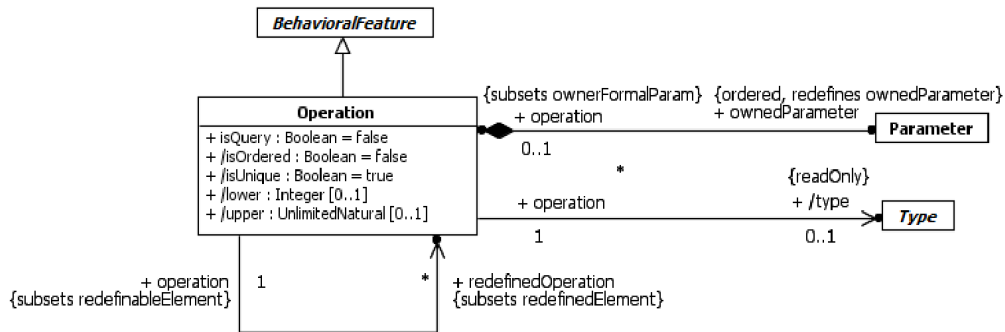 BehavioralFeature
Operation
+ isQuery : Boolean = false
+ /isOrdered : Boolean = false
+ /isUnique : Boolean = true
+ /lower : Integer [0..1]
+ /upper : UnlimitedNatural [0..1]
{subsets ownerFormalParam}
+ operation
0..1
{ordered, redefines ownedParameter}
+ ownedParameter
*
Parameter
+ operation
1
{readOnly}
+ /type
0..1
Type
+ operation
{subsets redefinableElement}
1
*
+ redefinedOperation
{subsets redefinedElement}